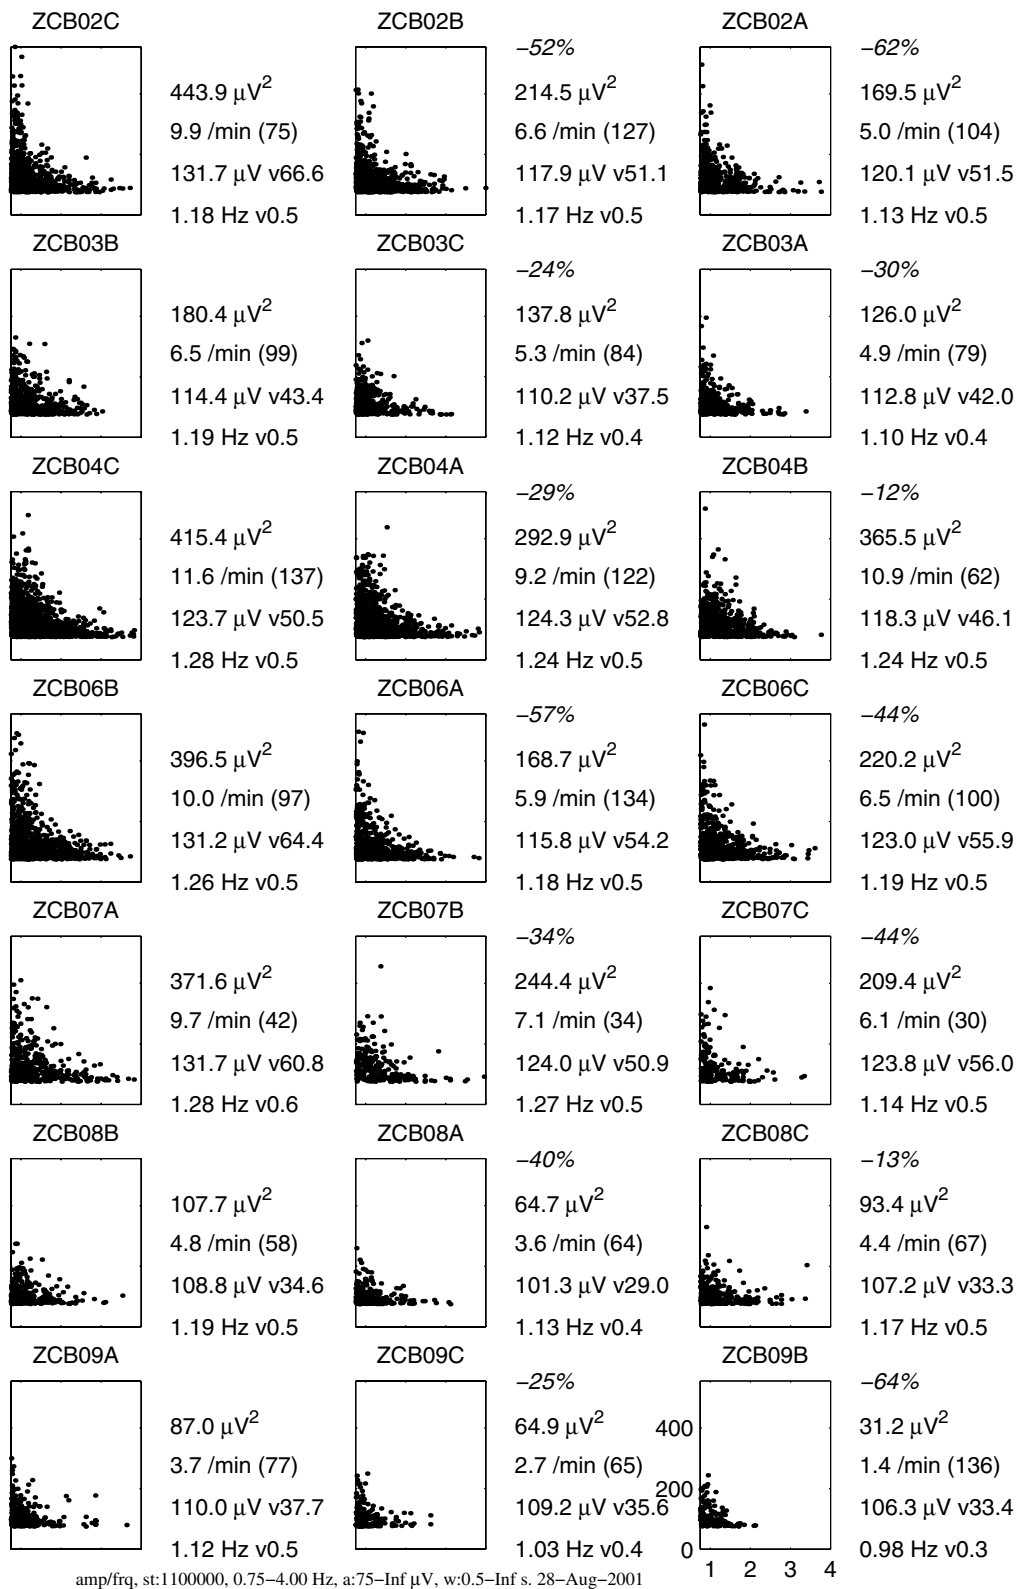 ZCB02C
443.9 μV²
9.9 /min (75)
131.7 μV v66.6
1.18 Hz v0.5
ZCB02B
−52%
214.5 μV²
6.6 /min (127)
117.9 μV v51.1
1.17 Hz v0.5
ZCB02A
−62%
169.5 μV²
5.0 /min (104)
120.1 μV v51.5
1.13 Hz v0.5
ZCB03B
180.4 μV²
6.5 /min (99)
114.4 μV v43.4
1.19 Hz v0.5
ZCB03C
−24%
137.8 μV²
5.3 /min (84)
110.2 μV v37.5
1.12 Hz v0.4
ZCB03A
−30%
126.0 μV²
4.9 /min (79)
112.8 μV v42.0
1.10 Hz v0.4
ZCB04C
415.4 μV²
11.6 /min (137)
123.7 μV v50.5
1.28 Hz v0.5
ZCB04A
−29%
292.9 μV²
9.2 /min (122)
124.3 μV v52.8
1.24 Hz v0.5
ZCB04B
−12%
365.5 μV²
10.9 /min (62)
118.3 μV v46.1
1.24 Hz v0.5
ZCB06B
396.5 μV²
10.0 /min (97)
131.2 μV v64.4
1.26 Hz v0.5
ZCB06A
−57%
168.7 μV²
5.9 /min (134)
115.8 μV v54.2
1.18 Hz v0.5
ZCB06C
−44%
220.2 μV²
6.5 /min (100)
123.0 μV v55.9
1.19 Hz v0.5
ZCB07A
371.6 μV²
9.7 /min (42)
131.7 μV v60.8
1.28 Hz v0.6
ZCB07B
−34%
244.4 μV²
7.1 /min (34)
124.0 μV v50.9
1.27 Hz v0.5
ZCB07C
−44%
209.4 μV²
6.1 /min (30)
123.8 μV v56.0
1.14 Hz v0.5
ZCB08B
107.7 μV²
4.8 /min (58)
108.8 μV v34.6
1.19 Hz v0.5
ZCB08A
−40%
64.7 μV²
3.6 /min (64)
101.3 μV v29.0
1.13 Hz v0.4
ZCB08C
−13%
93.4 μV²
4.4 /min (67)
107.2 μV v33.3
1.17 Hz v0.5
ZCB09A
87.0 μV²
3.7 /min (77)
110.0 μV v37.7
1.12 Hz v0.5
ZCB09C
−25%
64.9 μV²
2.7 /min (65)
109.2 μV v35.6
1.03 Hz v0.4
ZCB09B
400
200
0
1 2 3 4
−64%
31.2 μV²
1.4 /min (136)
106.3 μV v33.4
0.98 Hz v0.3
amp/frq, st:1100000, 0.75−4.00 Hz, a:75−Inf μV, w:0.5−Inf s. 28−Aug−2001